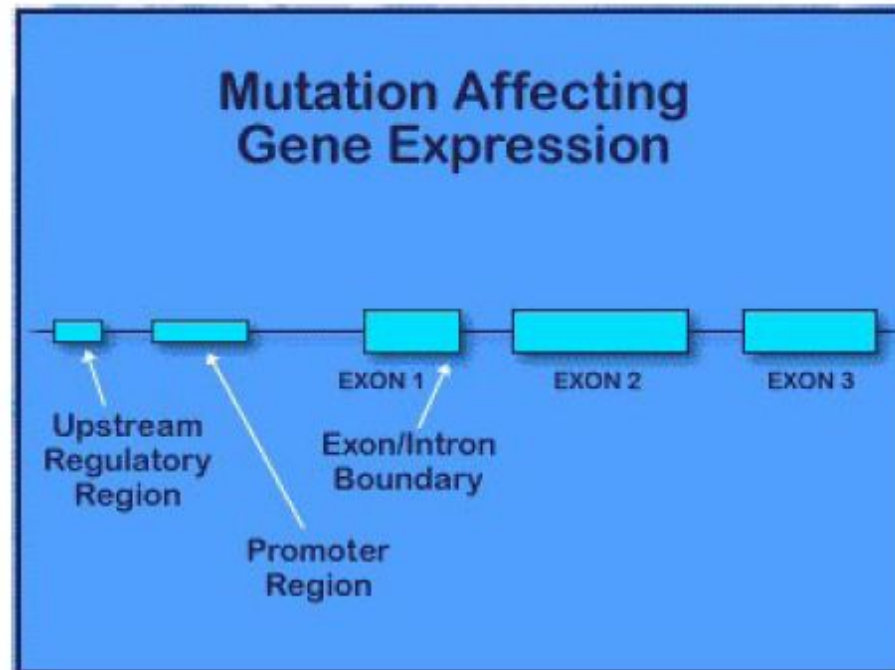 Mutation Affecting
Gene Expression
EXON 1
EXON 2
EXON 3
Upstream
Regulatory
Region
Exon/Intron
Boundary
Promoter
Region